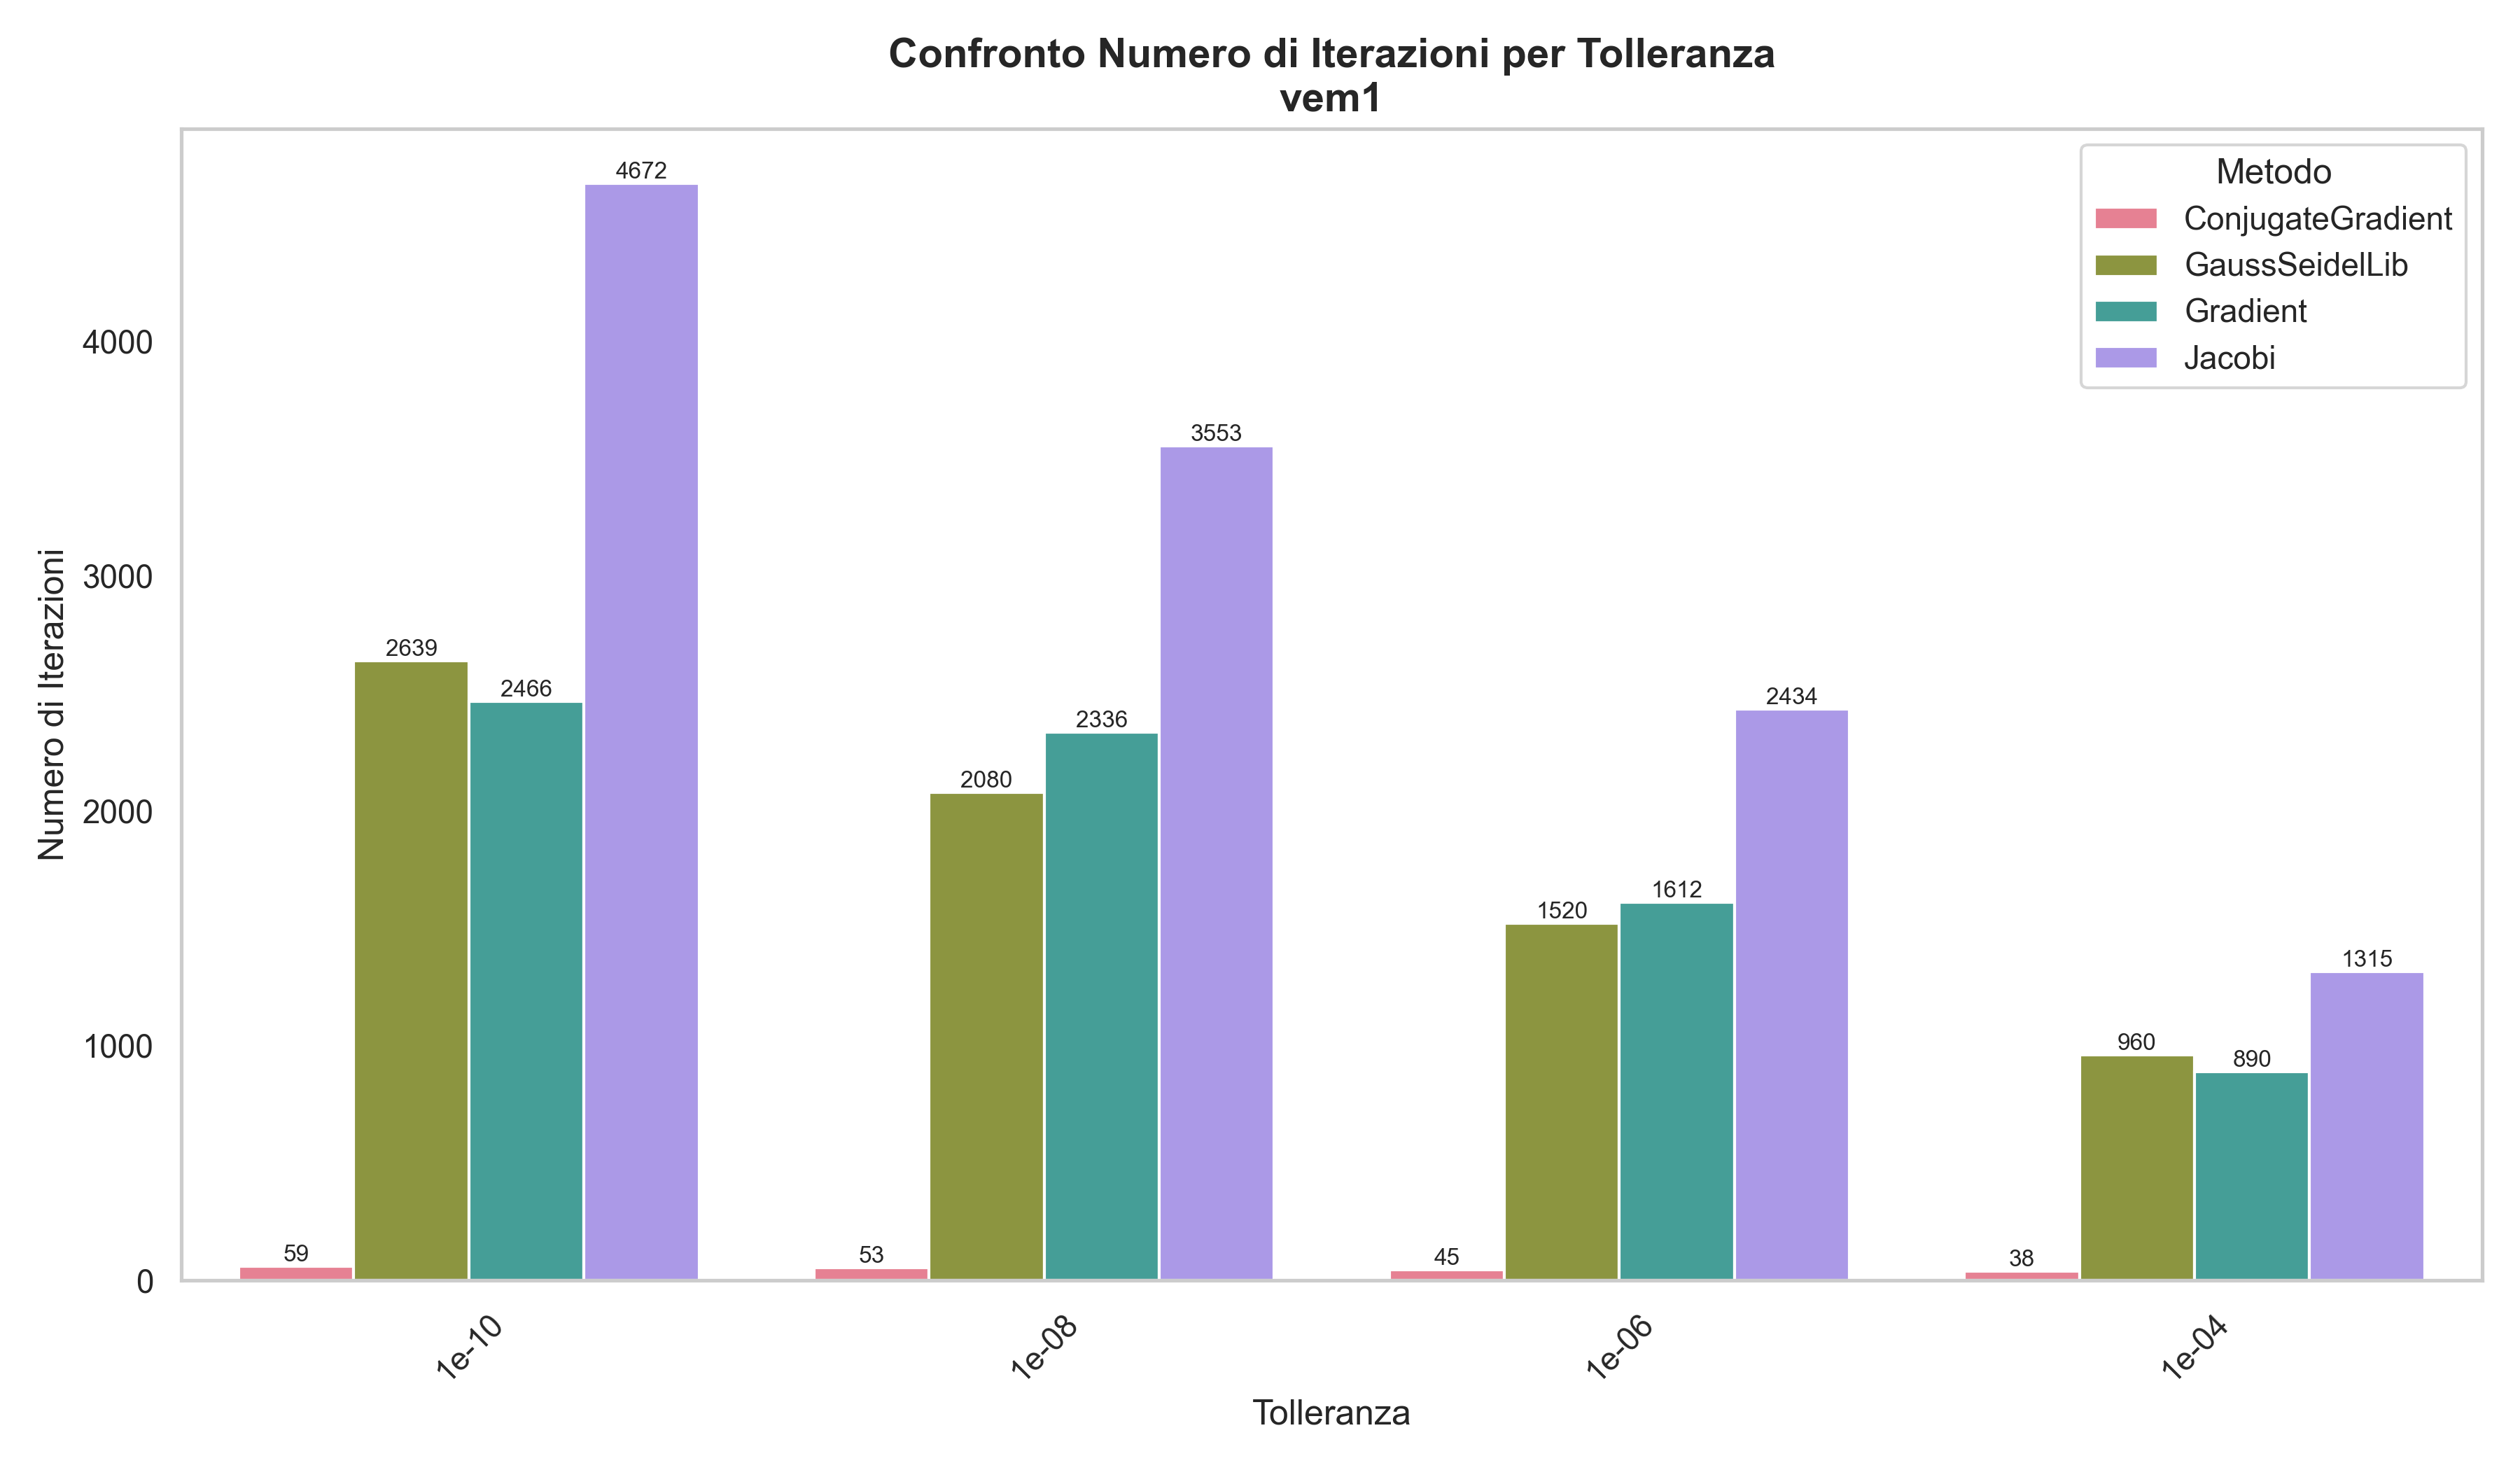 Confronto Numero di Iterazioni per Tolleranza
vem1
Metodo
ConjugateGradient
GaussSeidelLib
Gradient
Jacobi
Numero di Iterazioni
4000
3000
2000
1000
0
59
2639
2466
4672
53
2080
2336
3553
45
1520
1612
2434
38
960
890
1315
1e-10
1e-08
1e-06
1e-04
Tolleranza